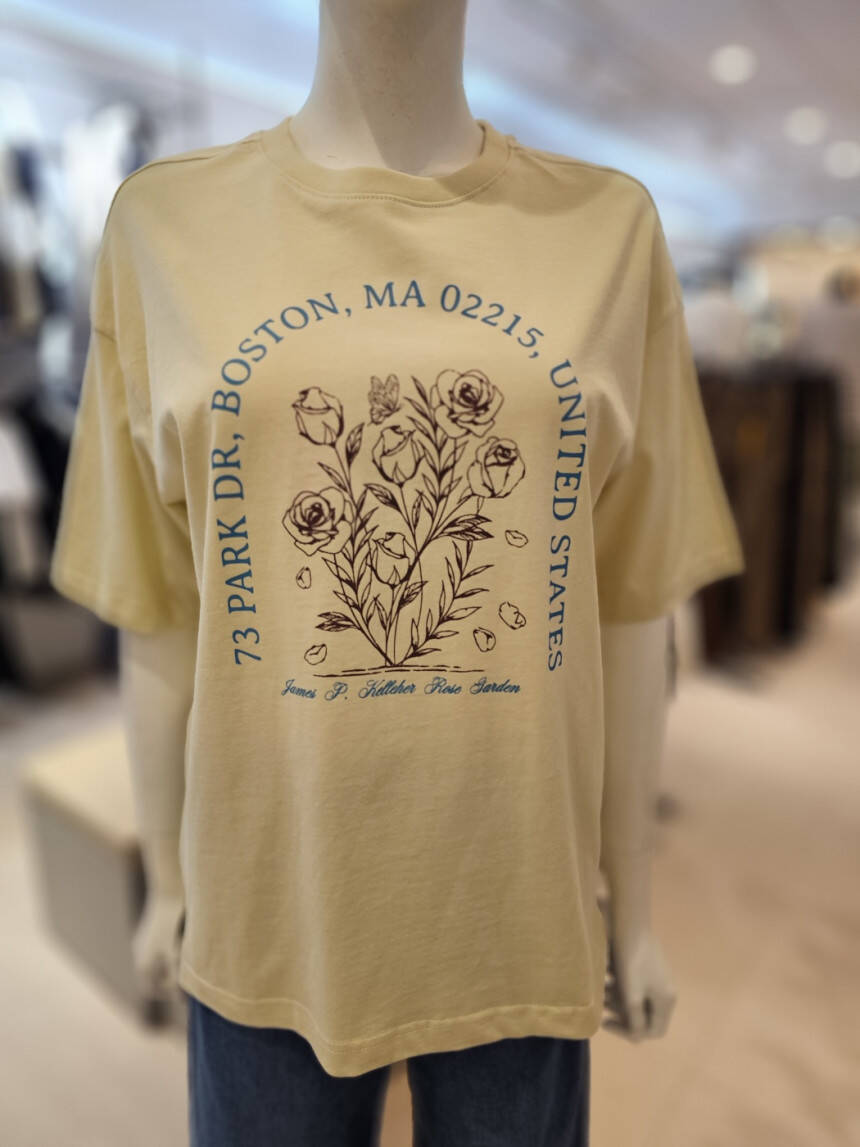 73 PARK DR, BOSTON, MA 02215, UNITED STATES
James P. Kelleher Rose Garden